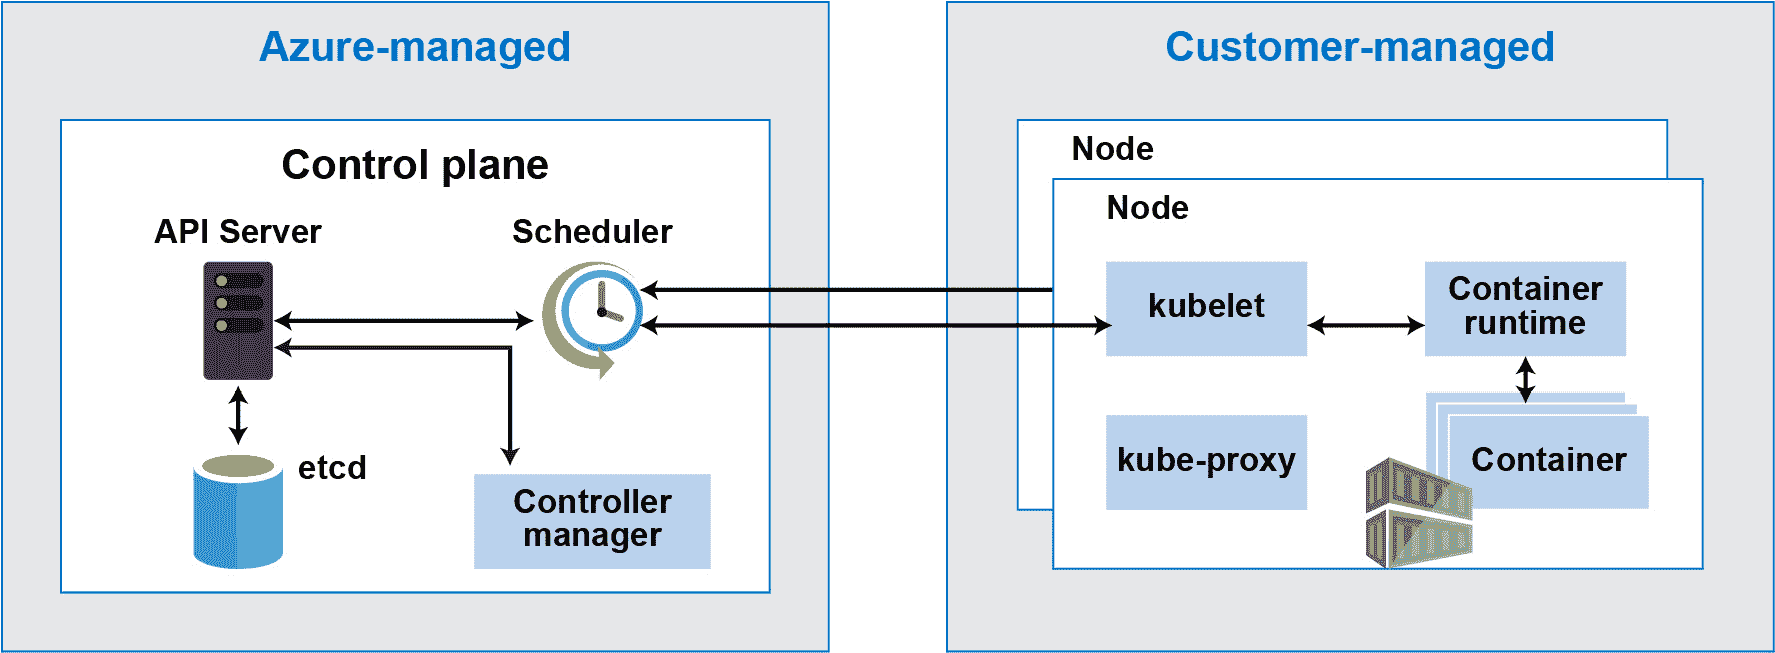 Azure-managed
Control plane
API Server
Scheduler
etcd
Controller
manager
Customer-managed
Node
Node
kubelet
Container
runtime
kube-proxy
Container